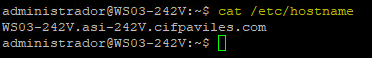 administrador@WS03-242V:~$ cat /etc/hostname
WS03-242V.asi-242V.cifpaviles.com
administrador@WS03-242V:~$